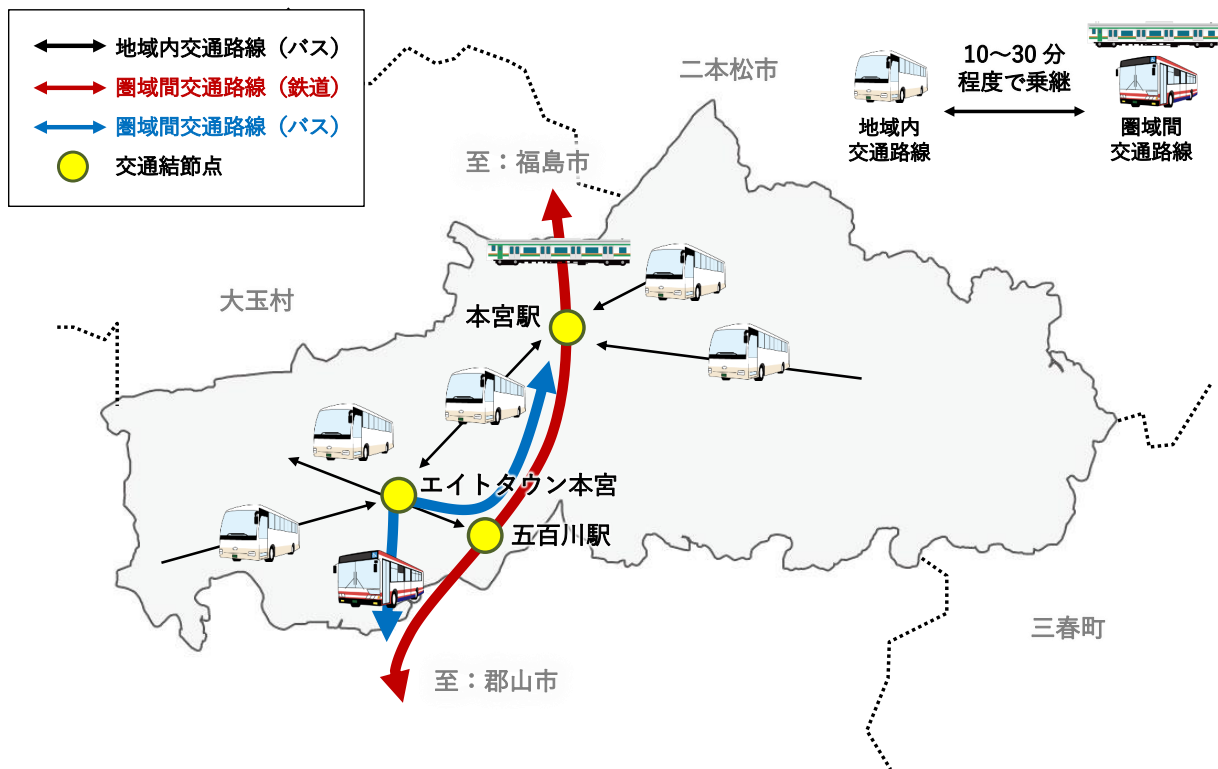 地域内交通路線（バス）
圏域間交通路線（鉄道）
圏域間交通路線（バス）
交通結節点
二本松市
10～30 分
程度で乗継
地域内
交通路線
圏域間
交通路線
至：福島市
大玉村
本宮駅
エイトタウン本宮
五百川駅
三春町
至：郡山市